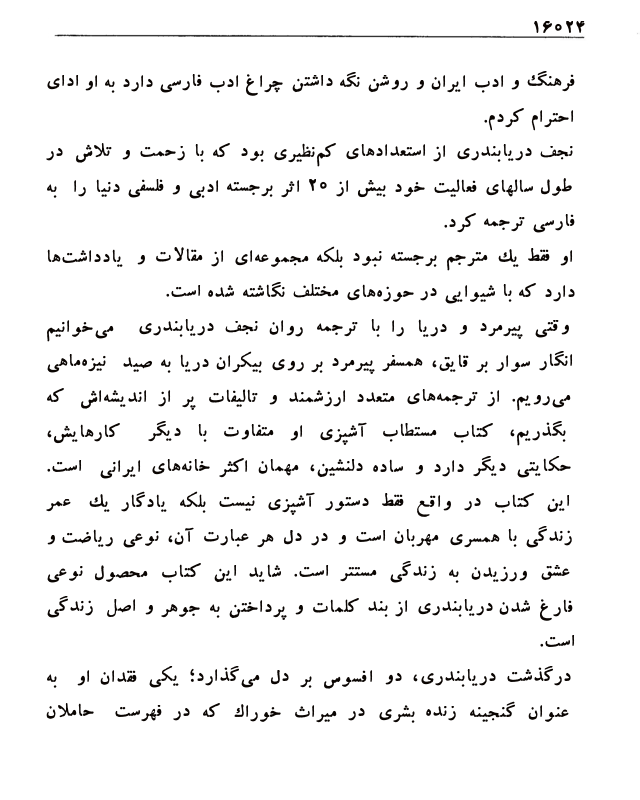 ۱۶۰۲۴
فرهنگ و ادب ایران و روشن نگه داشتن چراغ ادب فارسی دارد به او ادای
احترام کردم.
نجف دریابندری از استعدادهای کم‌نظیری بود که با زحمت و تلاش در
طول سالهای فعالیت خود بیش از ۲۰ اثر برجسته ادبی و فلسفی دنیا را به
فارسی ترجمه کرد.
او فقط یك مترجم برجسته نبود بلکه مجموعه‌ای از مقالات و یادداشت‌ها
دارد که با شیوایی در حوزه‌های مختلف نگاشته شده است.
وقتی پیرمرد و دریا را با ترجمه روان نجف دریابندری می‌خوانیم
انگار سوار بر قایق، همسفر پیرمرد بر روی بیکران دریا به صید نیزه‌ماهی
می‌رویم. از ترجمه‌های متعدد ارزشمند و تالیفات پر از اندیشه‌اش که
بگذریم، کتاب مستطاب آشپزی او متفاوت با دیگر کارهایش،
حکایتی دیگر دارد و ساده دلنشین، مهمان اکثر خانه‌های ایرانی است.
این کتاب در واقع فقط دستور آشپزی نیست بلکه یادگار یك عمر
زندگی با همسری مهربان است و در دل هر عبارت آن، نوعی ریاضت و
عشق ورزیدن به زندگی مستتر است. شاید این کتاب محصول نوعی
فارغ شدن دریابندری از بند کلمات و پرداختن به جوهر و اصل زندگی
است.
درگذشت دریابندری، دو افسوس بر دل می‌گذارد؛ یکی فقدان او به
عنوان گنجینه زنده بشری در میراث خوراك که در فهرست حاملان